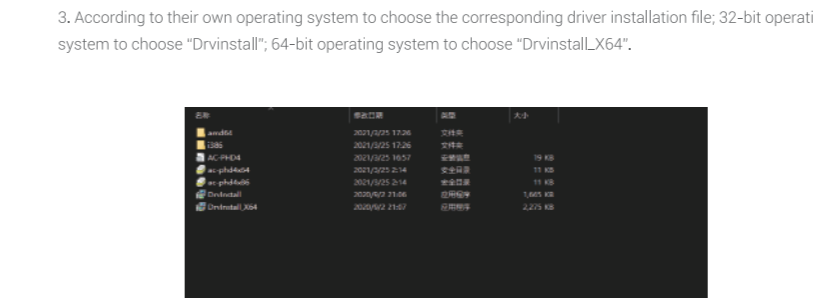 3. According to their own operating system to choose the corresponding driver installation file; 32-bit operati
system to choose “Drvinstall”; 64-bit operating system to choose “Drvinstall_X64”.
名称 修改日期 类型 大小
amd64 2021/3/25 17:26 文件夹
i386 2021/3/25 17:26 文件夹
AC-PHD4 2021/3/25 16:57 安装信息 19 KB
ac-phd4x64 2021/3/25 2:14 安全目录 11 KB
ac-phd4x86 2021/3/25 2:14 安全目录 11 KB
DrvInstall 2020/9/2 21:06 应用程序 1,665 KB
DrvInstall_X64 2020/9/2 21:07 应用程序 2,275 KB